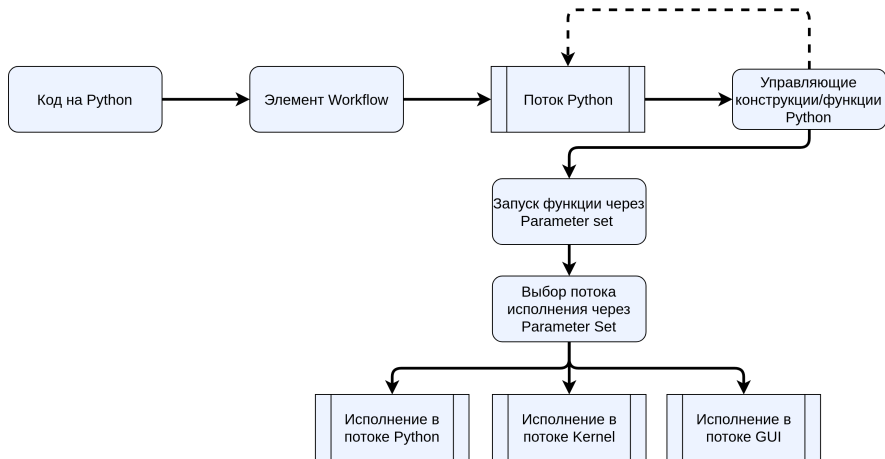 Код на Python
Элемент Workflow
Поток Python
Управляющие
конструкции/функции
Python
Запуск функции через
Parameter set
Выбор потока
исполнения через
Parameter Set
Исполнение в
потоке Python
Исполнение в
потоке Kernel
Исполнение в
потоке GUI